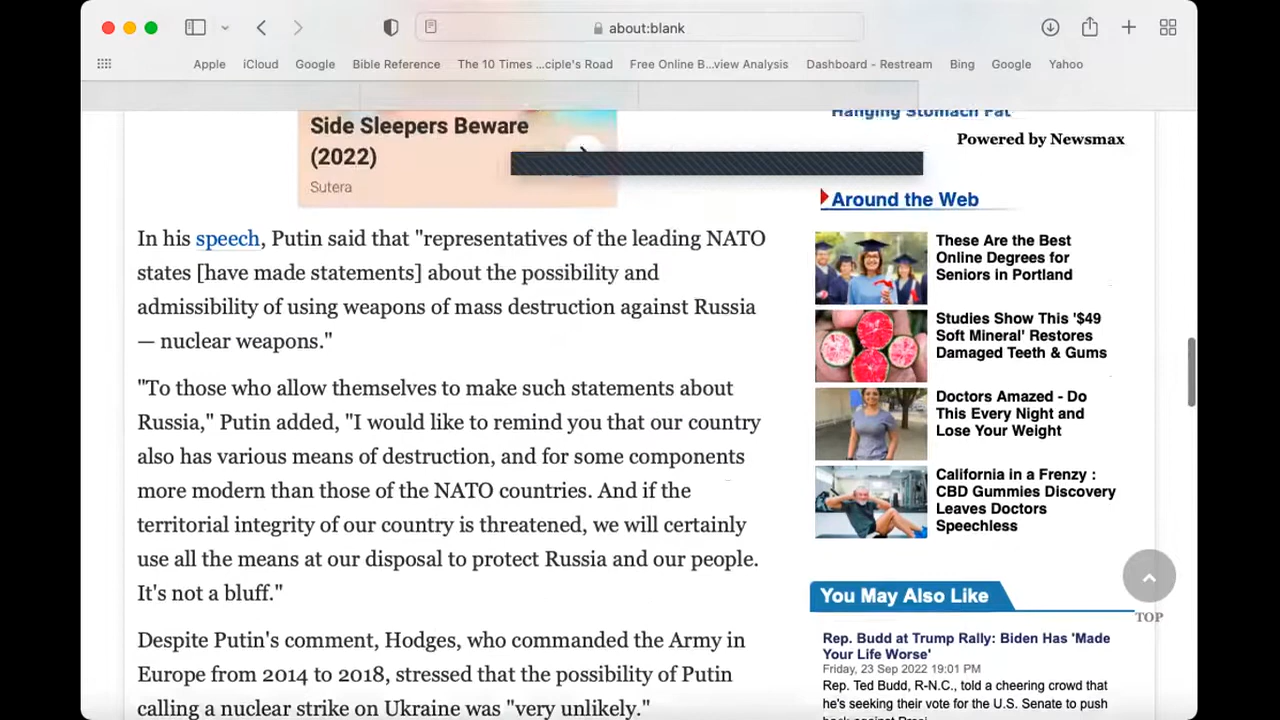 about:blank
Apple iCloud Google Bible Reference The 10 Times ...ciple's Road Free Online B...view Analysis Dashboard - Restream Bing Google Yahoo
Side Sleepers Beware
(2022)
Sutera
In his speech, Putin said that "representatives of the leading NATO
states [have made statements] about the possibility and
admissibility of using weapons of mass destruction against Russia
— nuclear weapons."
"To those who allow themselves to make such statements about
Russia," Putin added, "I would like to remind you that our country
also has various means of destruction, and for some components
more modern than those of the NATO countries. And if the
territorial integrity of our country is threatened, we will certainly
use all the means at our disposal to protect Russia and our people.
It's not a bluff."
Despite Putin's comment, Hodges, who commanded the Army in
Europe from 2014 to 2018, stressed that the possibility of Putin
calling a nuclear strike on Ukraine was "very unlikely."
Hanging Stomach Fat
Powered by Newsmax
Around the Web
These Are the Best
Online Degrees for
Seniors in Portland
Studies Show This '$49
Soft Mineral' Restores
Damaged Teeth & Gums
Doctors Amazed - Do
This Every Night and
Lose Your Weight
California in a Frenzy :
CBD Gummies Discovery
Leaves Doctors
Speechless
TOP
You May Also Like
Rep. Budd at Trump Rally: Biden Has 'Made
Your Life Worse'
Friday, 23 Sep 2022 19:01 PM
Rep. Ted Budd, R-N.C., told a cheering crowd that
he's seeking their vote for the U.S. Senate to push